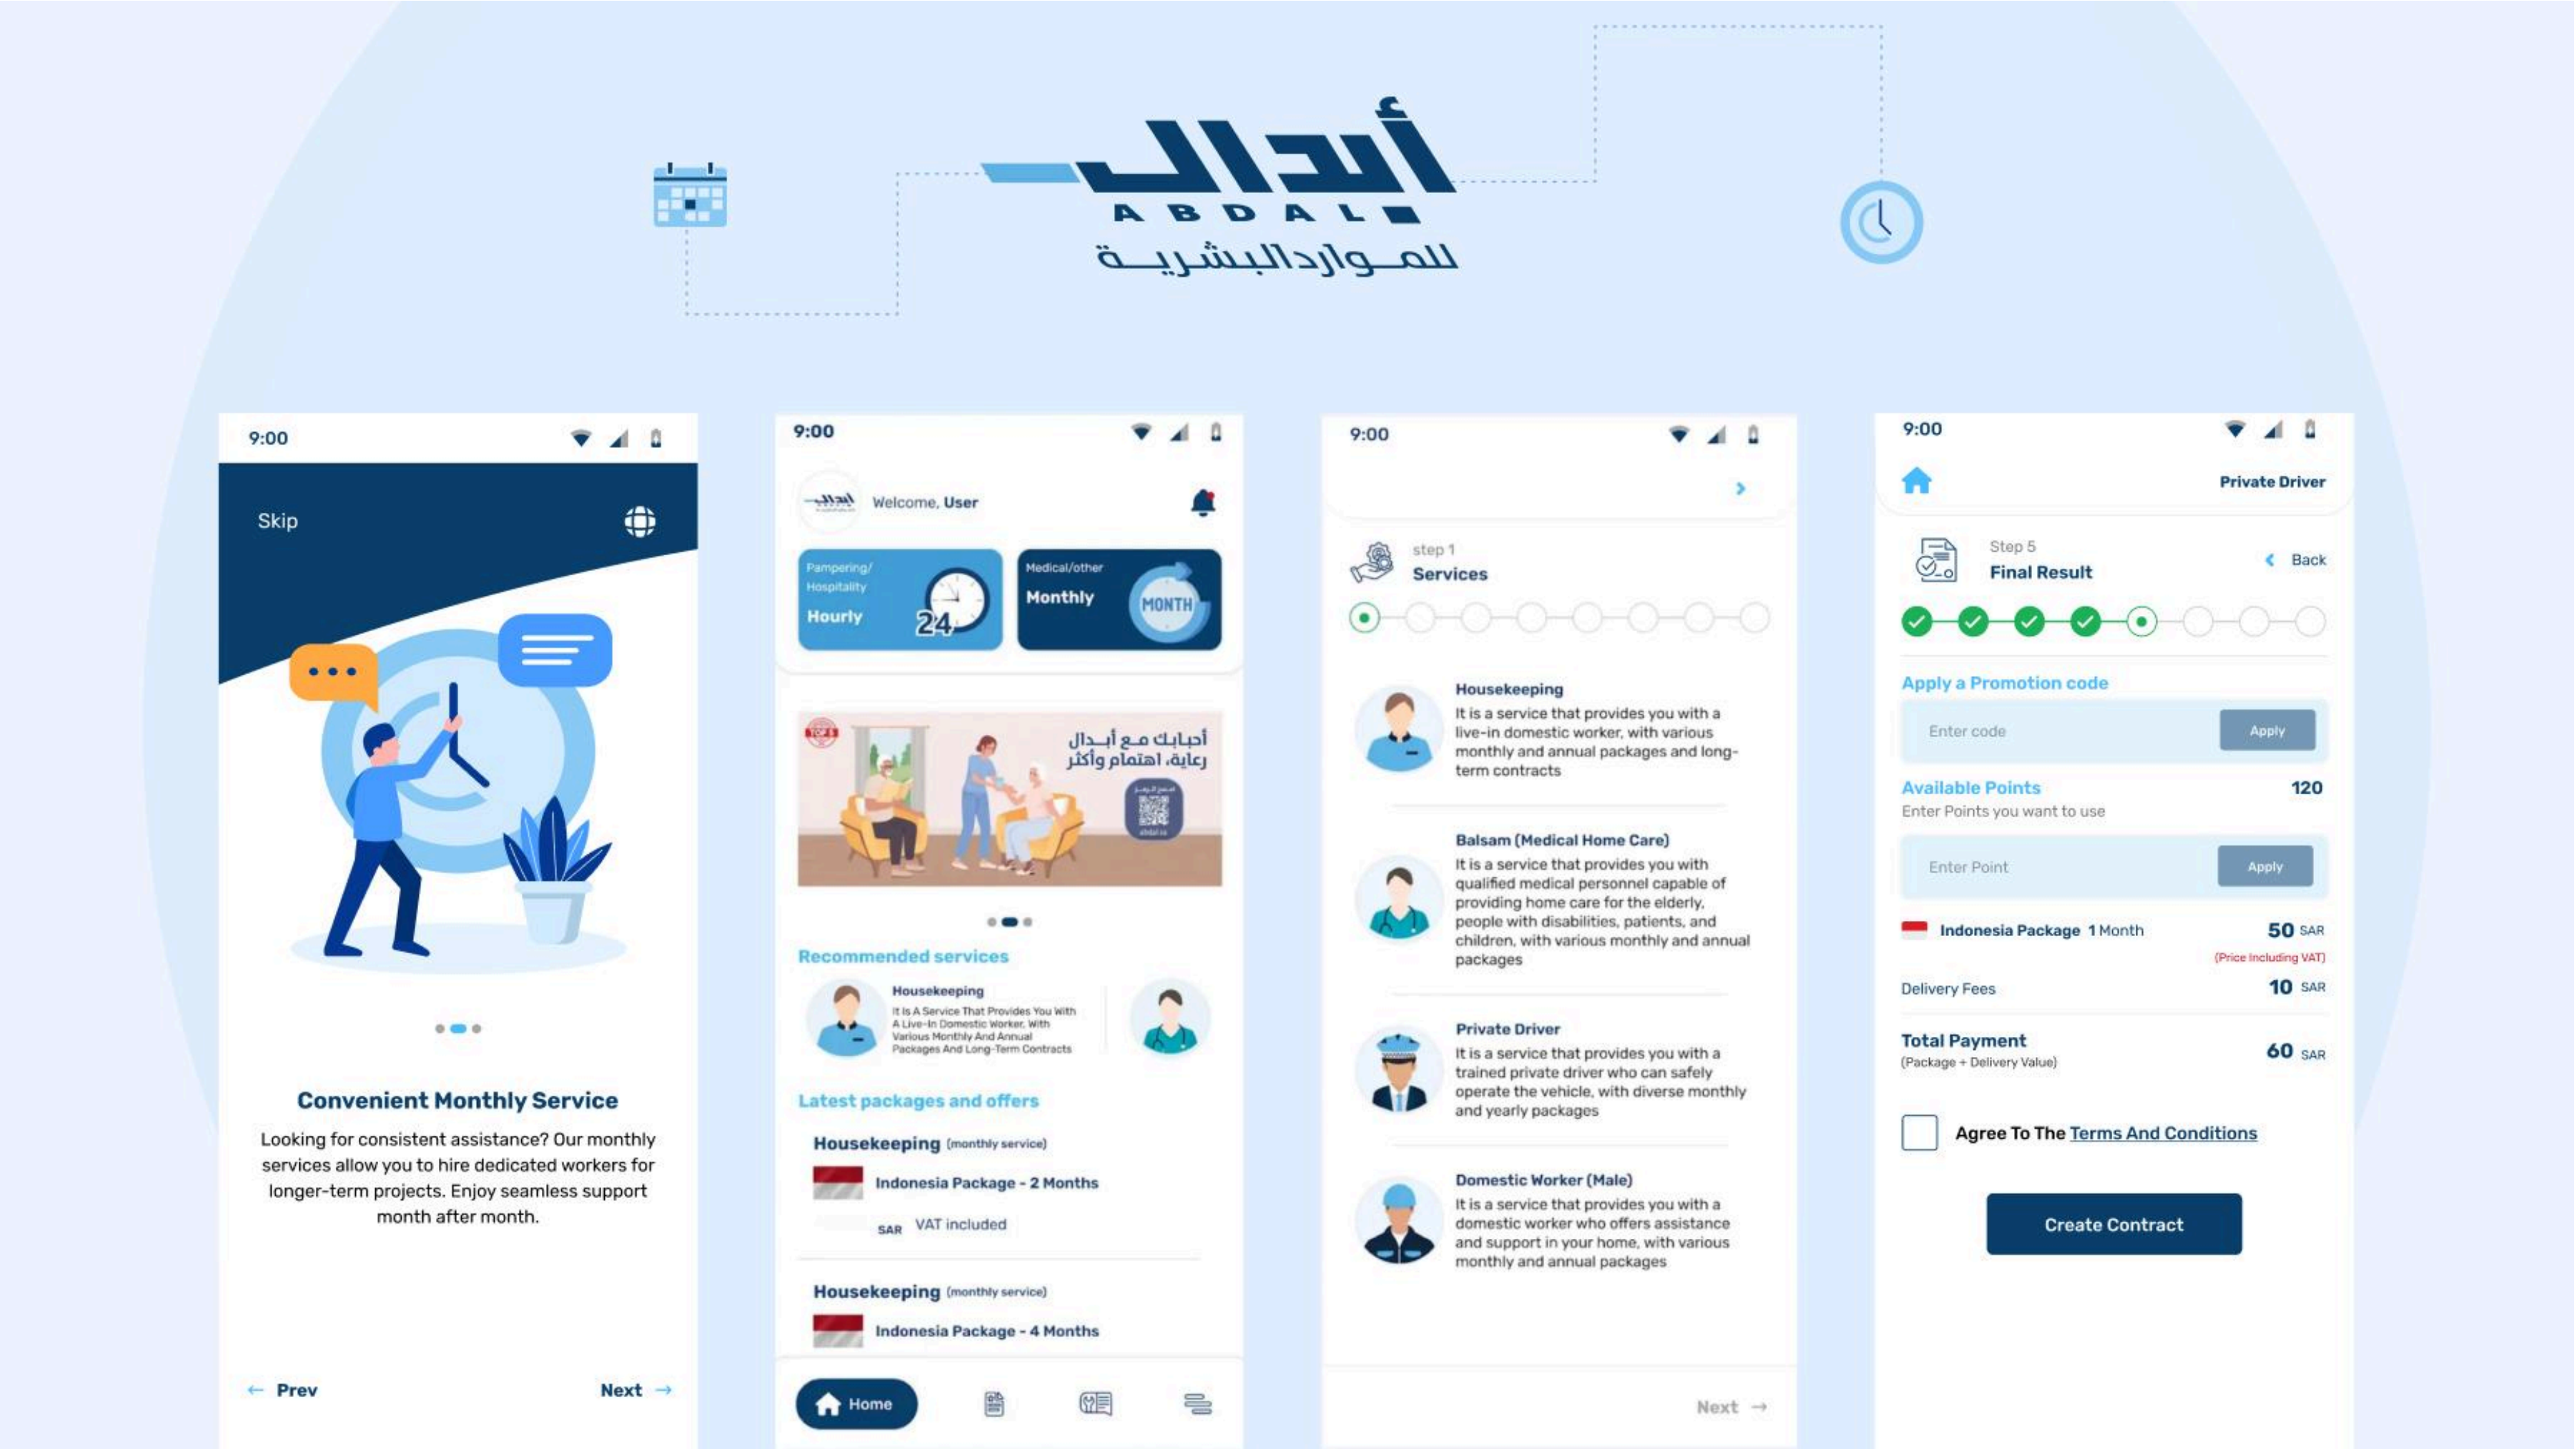 أبدال
ABDAL
للموارد البشرية
9:00
Skip
Convenient Monthly Service
Looking for consistent assistance? Our monthly
services allow you to hire dedicated workers for
longer-term projects. Enjoy seamless support
month after month.
← Prev
Next →
9:00
أبدال
Welcome, User
Pampering/
Hospitality
Hourly
24
Medical/other
Monthly
MONTH
TOP 5
أحبابك مع أبدال
رعاية، اهتمام وأكثر
امسح الرمز
abdal.sa
Recommended services
Housekeeping
It Is A Service That Provides You With
A Live-In Domestic Worker, With
Various Monthly And Annual
Packages And Long-Term Contracts
Latest packages and offers
Housekeeping (monthly service)
Indonesia Package - 2 Months
SAR VAT included
Housekeeping (monthly service)
Indonesia Package - 4 Months
Home
9:00
step 1
Services
Housekeeping
It is a service that provides you with a
live-in domestic worker, with various
monthly and annual packages and long-
term contracts
Balsam (Medical Home Care)
It is a service that provides you with
qualified medical personnel capable of
providing home care for the elderly,
people with disabilities, patients, and
children, with various monthly and annual
packages
Private Driver
It is a service that provides you with a
trained private driver who can safely
operate the vehicle, with diverse monthly
and yearly packages
Domestic Worker (Male)
It is a service that provides you with a
domestic worker who offers assistance
and support in your home, with various
monthly and annual packages
Next →
9:00
Private Driver
Step 5
Final Result
Back
Apply a Promotion code
Enter code
Apply
Available Points 120
Enter Points you want to use
Enter Point
Apply
Indonesia Package 1 Month 50 SAR
(Price Including VAT)
Delivery Fees 10 SAR
Total Payment
(Package + Delivery Value)
60 SAR
Agree To The Terms And Conditions
Create Contract